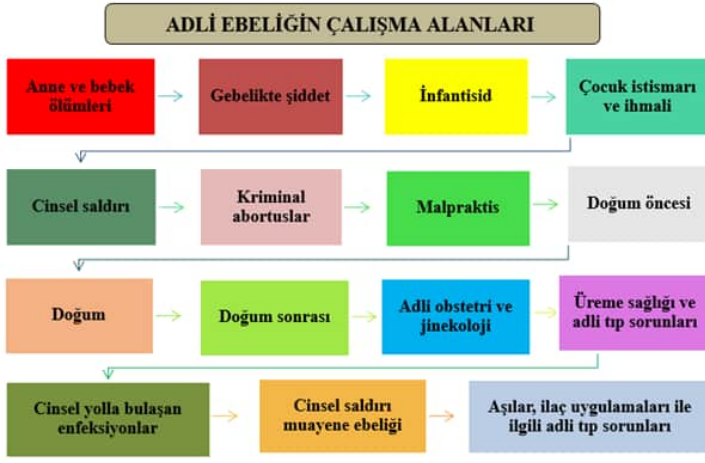 ADLİ EBELİĞİN ÇALIŞMA ALANLARI
Anne ve bebek
ölümleri
Gebelikte şiddet
İnfantisid
Çocuk istismarı
ve ihmali
Cinsel saldırı
Kriminal
abortuslar
Malpraktis
Doğum öncesi
Doğum
Doğum sonrası
Adli obstetri ve
jinekoloji
Üreme sağlığı ve
adli tıp sorunları
Cinsel yolla bulaşan
enfeksiyonlar
Cinsel saldırı
muayene ebeliği
Aşılar, ilaç uygulamaları ile
ilgili adli tıp sorunları